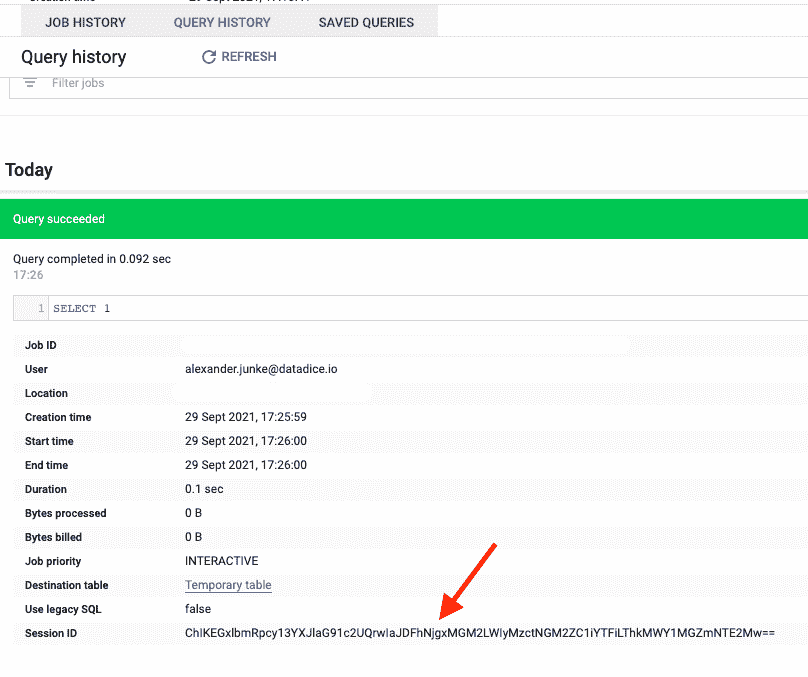 JOB HISTORY QUERY HISTORY SAVED QUERIES
Query history REFRESH
Filter jobs
Today
Query succeeded
Query completed in 0.092 sec
17:26
1 SELECT 1
Job ID
User alexander.junke@datadice.io
Location
Creation time 29 Sept 2021, 17:25:59
Start time 29 Sept 2021, 17:26:00
End time 29 Sept 2021, 17:26:00
Duration 0.1 sec
Bytes processed 0 B
Bytes billed 0 B
Job priority INTERACTIVE
Destination table Temporary table
Use legacy SQL false
Session ID